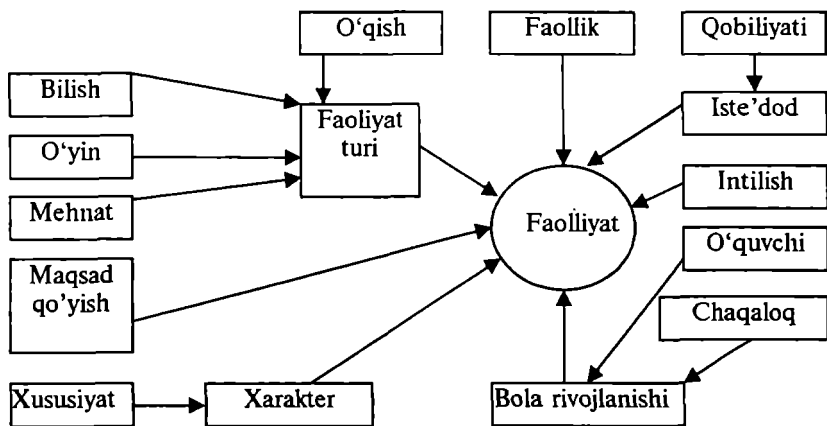 O‘qish
Faollik
Qobiliyati
Bilish
Faoliyat
turi
Iste’dod
O‘yin
Intilish
Mehnat
Faolliyat
O‘quvchi
Maqsad
qo’yish
Chaqaloq
Xususiyat
Xarakter
Bola rivojlanishi